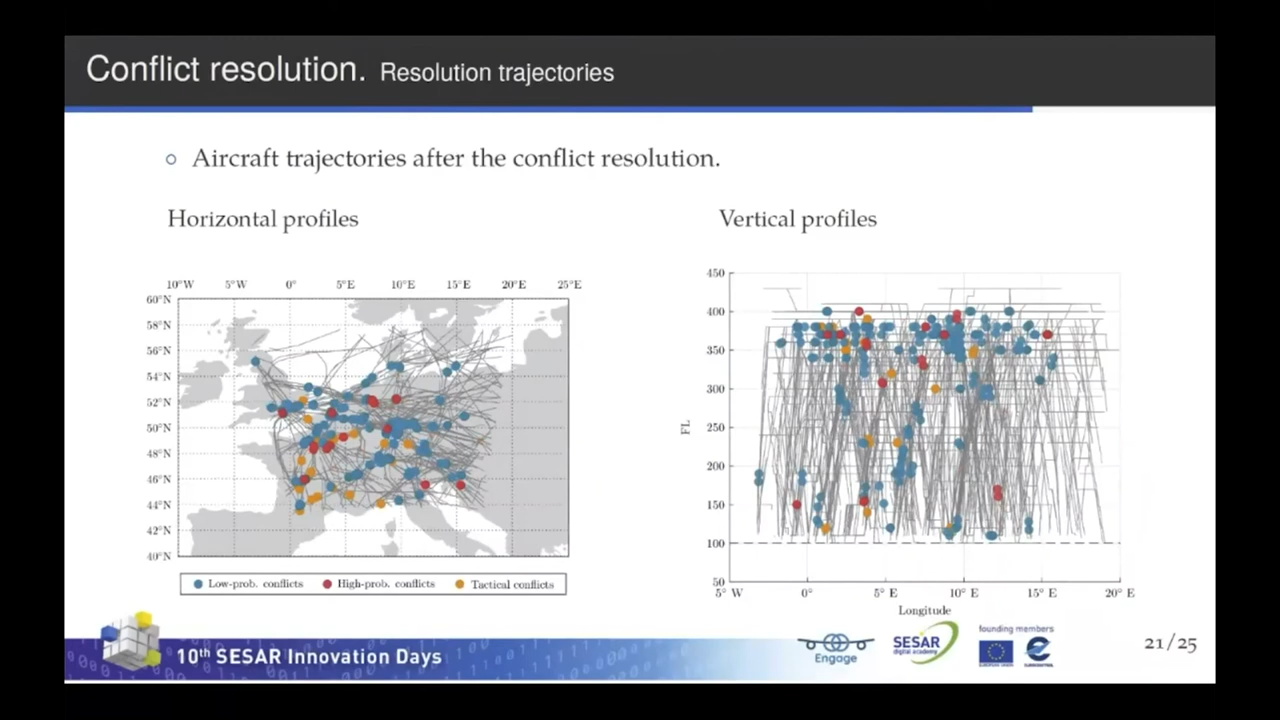 Conflict resolution. Resolution trajectories
Aircraft trajectories after the conflict resolution.
Horizontal profiles
Vertical profiles
10°W 5°W 0° 5°E 10°E 15°E 20°E 25°E
60°N
58°N
56°N
54°N
52°N
50°N
48°N
46°N
44°N
42°N
40°N
Low-prob. conflicts High-prob. conflicts Tactical conflicts
450
400
350
300
250
200
150
100
50
FL
5° W 0° 5° E 10° E 15° E 20° E
Longitude
10th SESAR Innovation Days
Engage
SESAR
digital academy
founding members
EUROPEAN UNION
EUROCONTROL
21/25